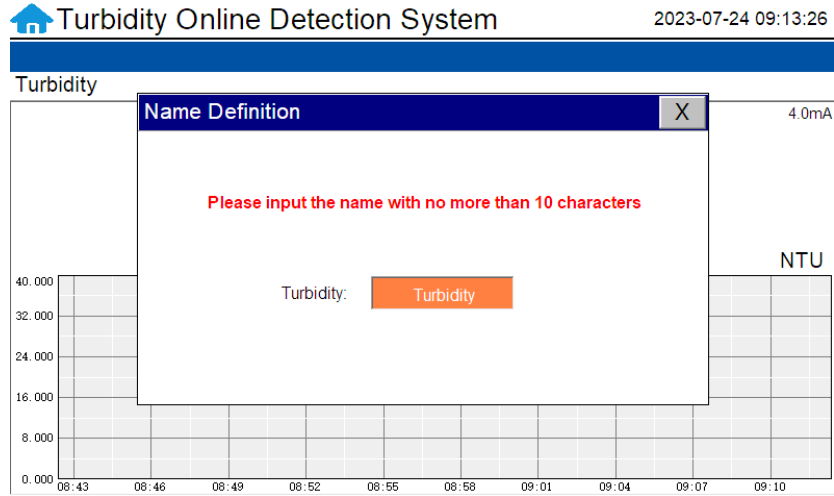 Turbidity Online Detection System 2023-07-24 09:13:26
Turbidity
Name Definition X
4.0mA
Please input the name with no more than 10 characters
NTU
Turbidity: Turbidity
40.000
32.000
24.000
16.000
8.000
0.000
08:43 08:46 08:49 08:52 08:55 08:58 09:01 09:04 09:07 09:10